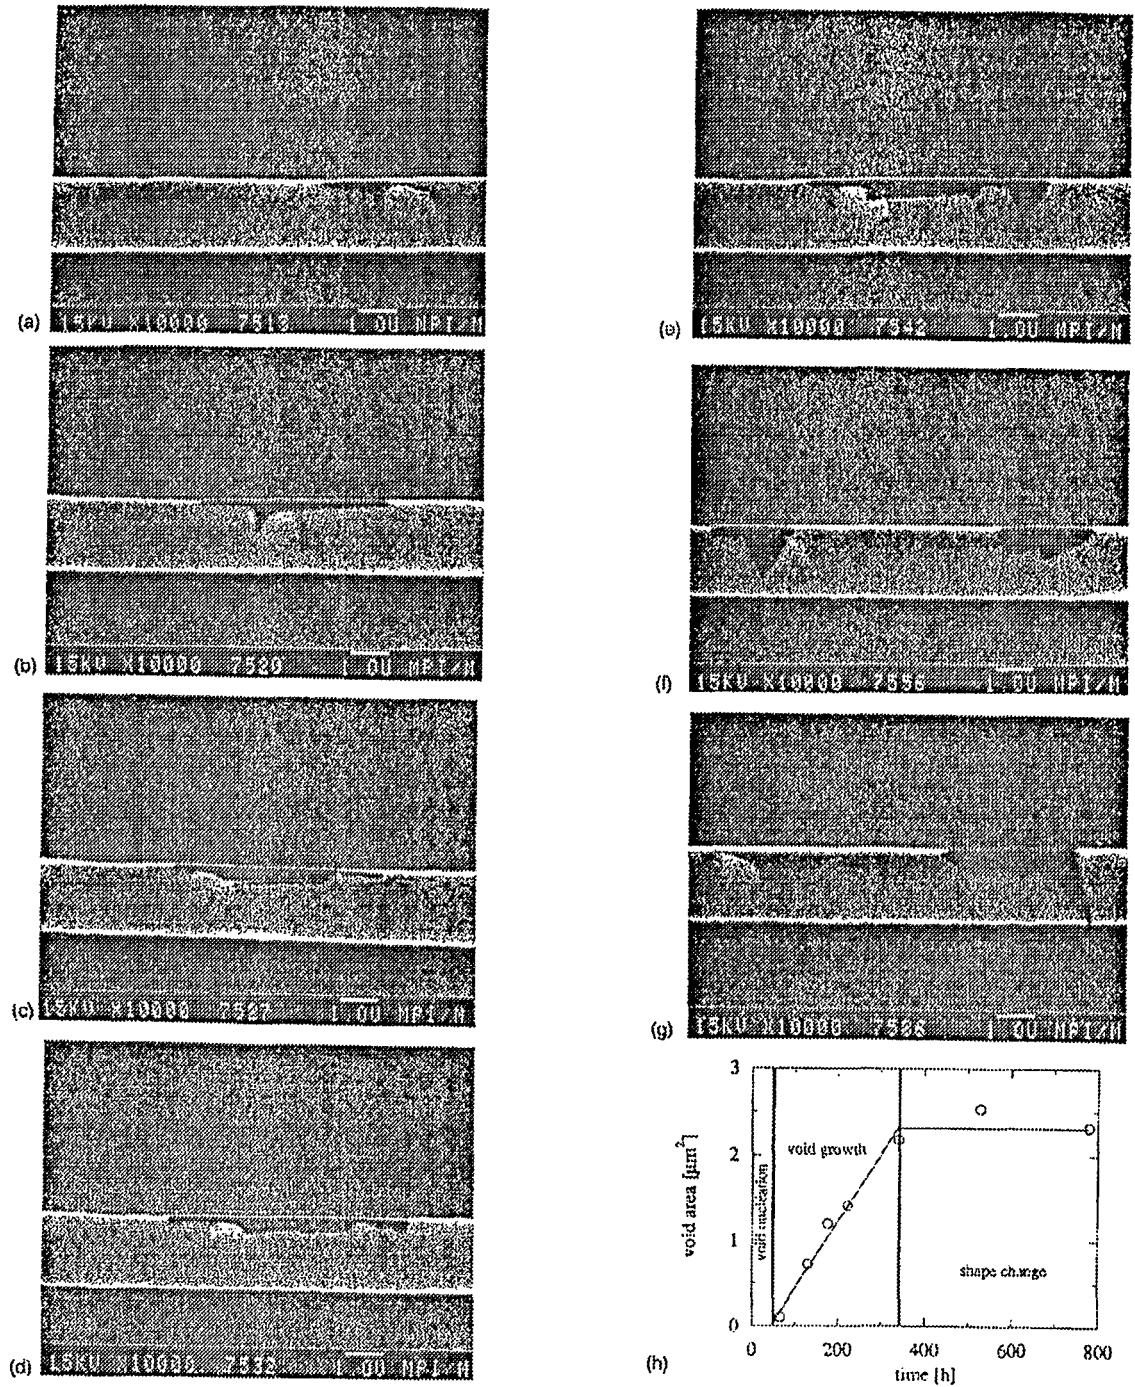 (a)
15KV X10000 7513 1.0U MPI/M
(b)
15KV X10000 7520 1.0U MPI/M
(c)
15KV X10000 7527 1.0U MPI/M
(d)
15KV X10000 7532 1.0U MPI/M
(e)
15KV X10000 7542 1.0U MPI/M
(f)
15KV X10000 1.0U MPI/M
(g)
15KV X10000 1.0U MPI/M
3
2
1
0
void area [µm²]
void nucleation
void growth
shape change
0 200 400 600 800
time [h]
(h)